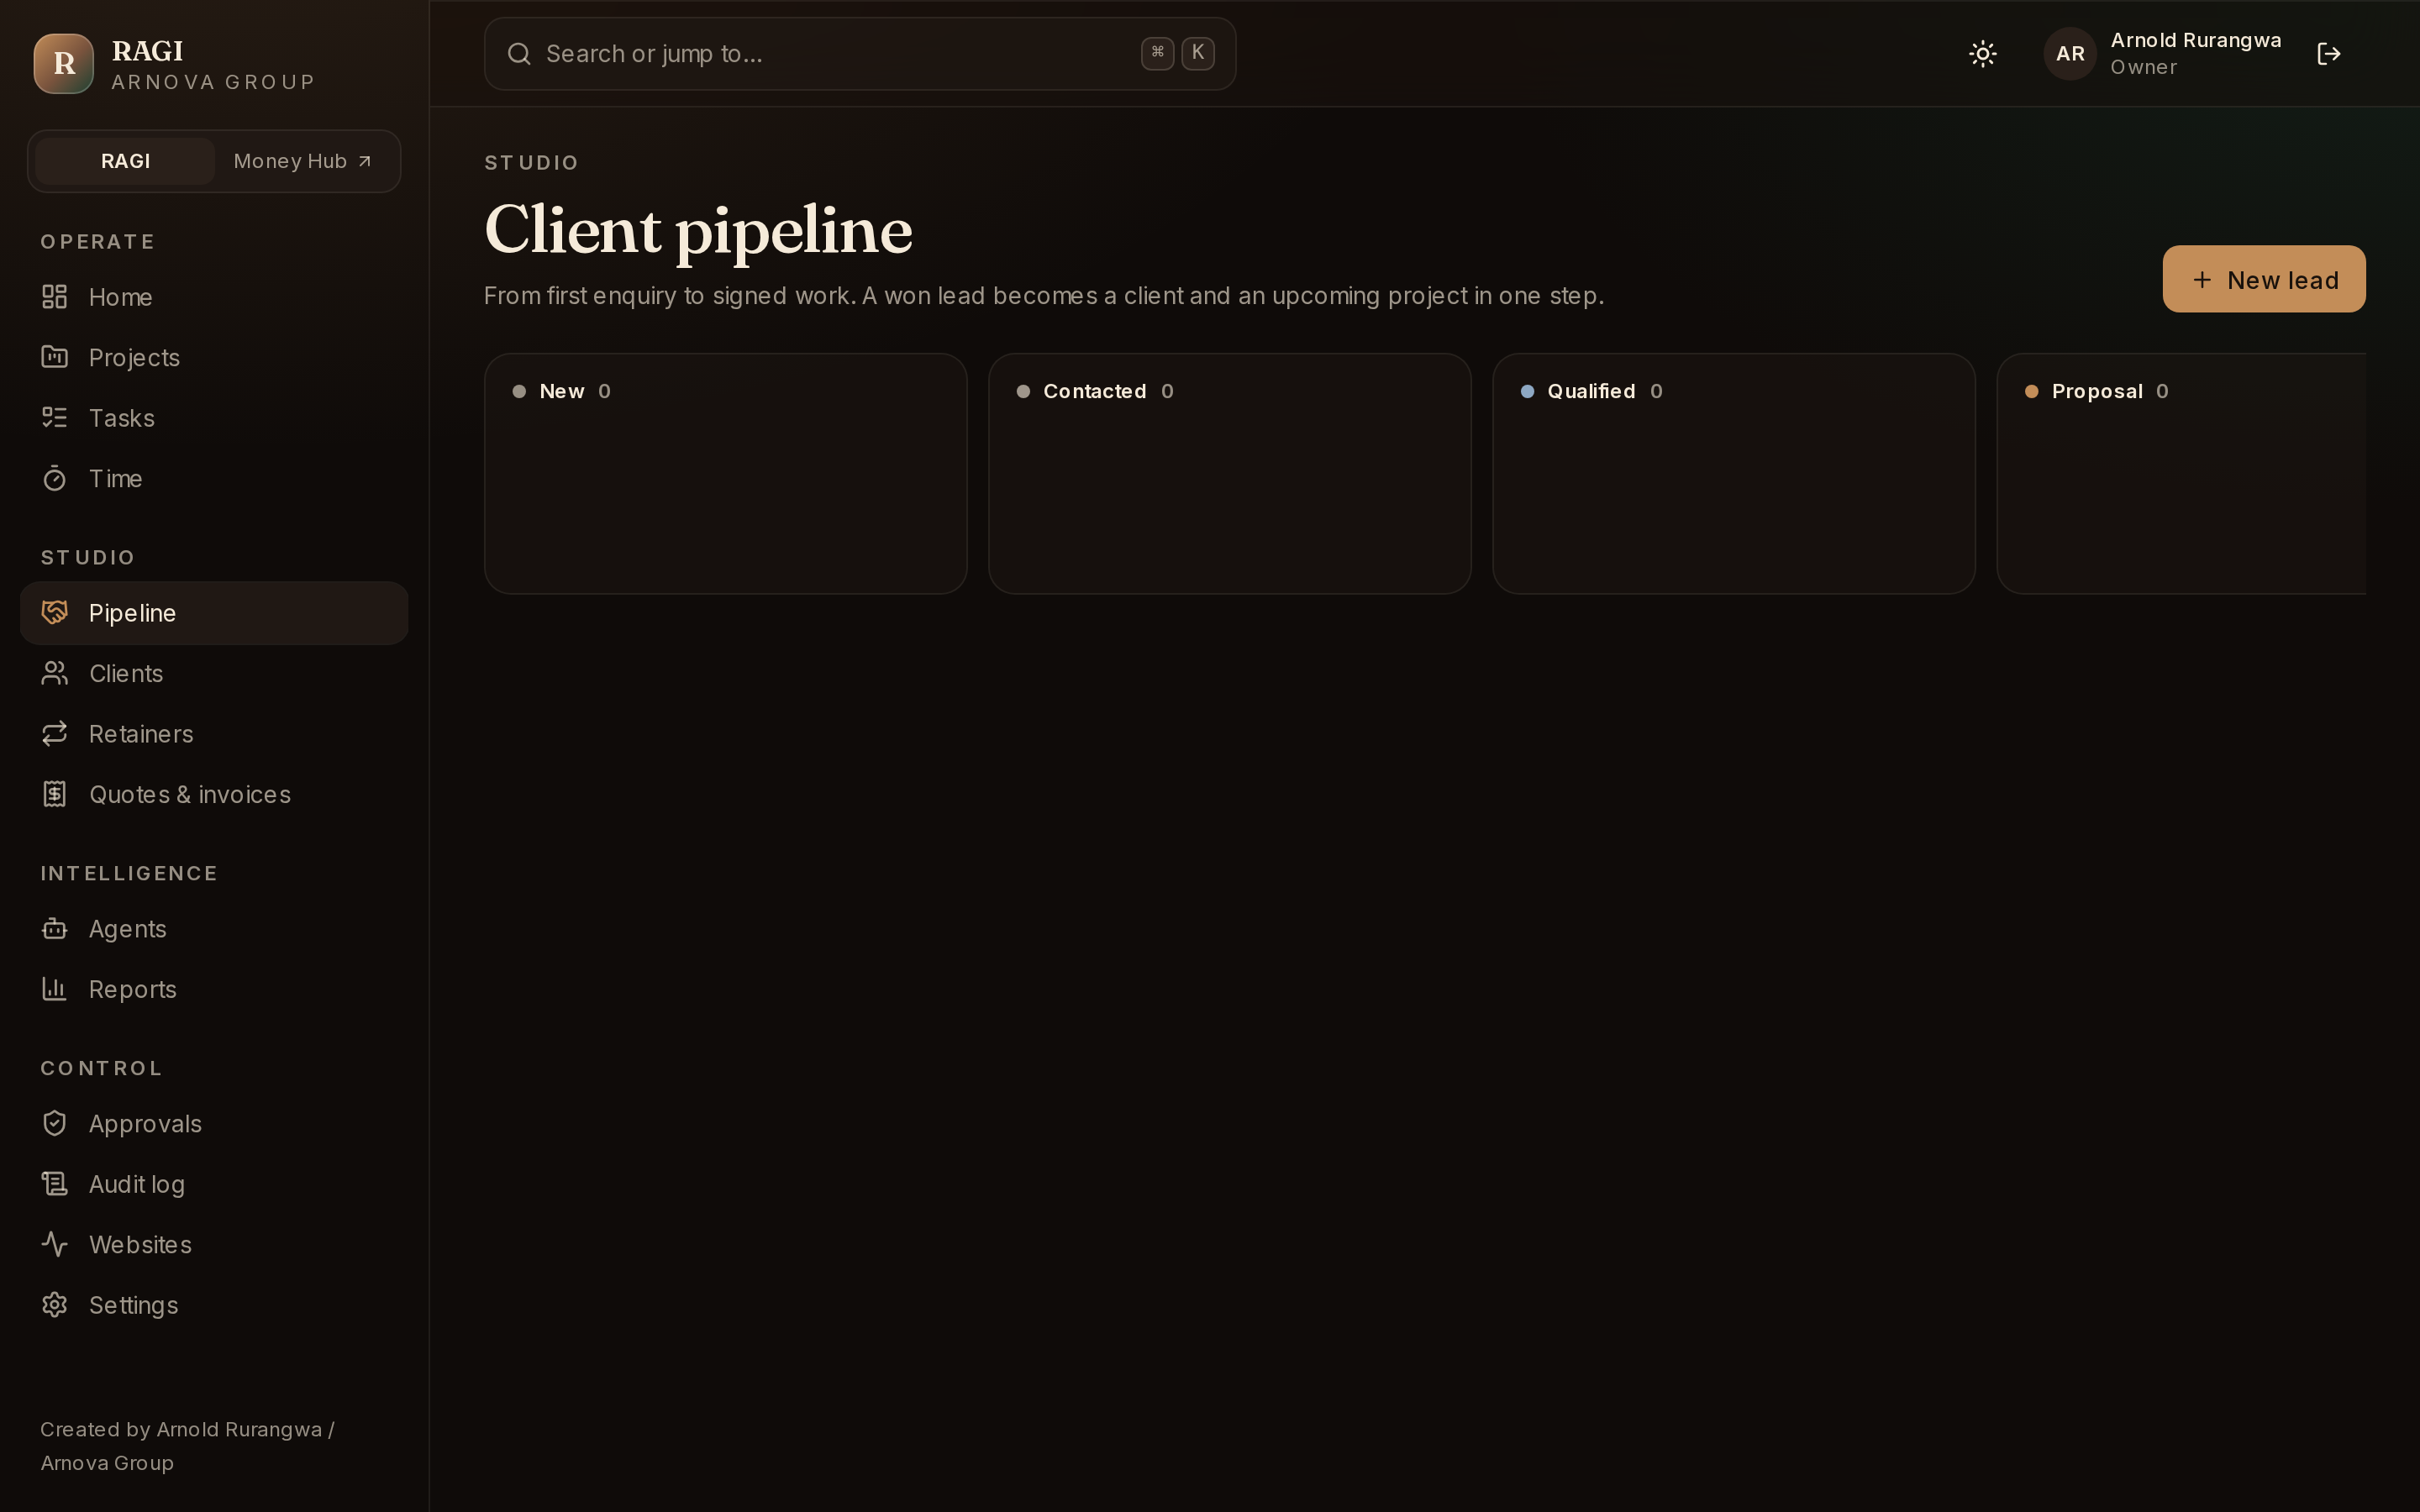 R
RAGI
ARNOVA GROUP
RAGI
Money Hub
OPERATE
Home
Projects
Tasks
Time
STUDIO
Pipeline
Clients
Retainers
Quotes & invoices
INTELLIGENCE
Agents
Reports
CONTROL
Approvals
Audit log
Websites
Settings
Created by Arnold Rurangwa /
Arnova Group
Search or jump to...
⌘ K
AR
Arnold Rurangwa
Owner
STUDIO
Client pipeline
From first enquiry to signed work. A won lead becomes a client and an upcoming project in one step.
New lead
New 0
Contacted 0
Qualified 0
Proposal 0